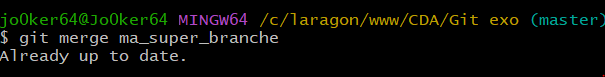 jo0ker64@Jo0ker64 MINGW64 /c/laragon/www/CDA/Git exo (master)
$ git merge ma_super_branche
Already up to date.